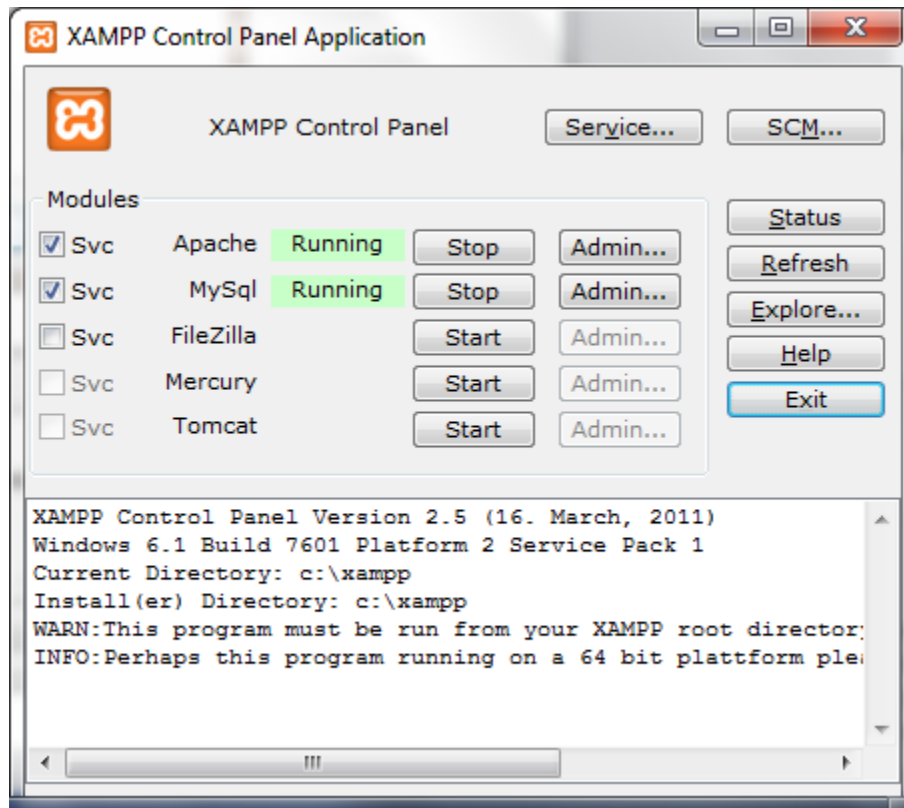 XAMPP Control Panel Application
XAMPP Control Panel Service... SCM...
Modules
Status
Svc Apache Running Stop Admin...
Refresh
Svc MySql Running Stop Admin...
Explore...
Svc FileZilla Start Admin...
Help
Svc Mercury Start Admin...
Exit
Svc Tomcat Start Admin...
XAMPP Control Panel Version 2.5 (16. March, 2011)
Windows 6.1 Build 7601 Platform 2 Service Pack 1
Current Directory: c:\xampp
Install(er) Directory: c:\xampp
WARN:This program must be run from your XAMPP root director
INFO:Perhaps this program running on a 64 bit plattform